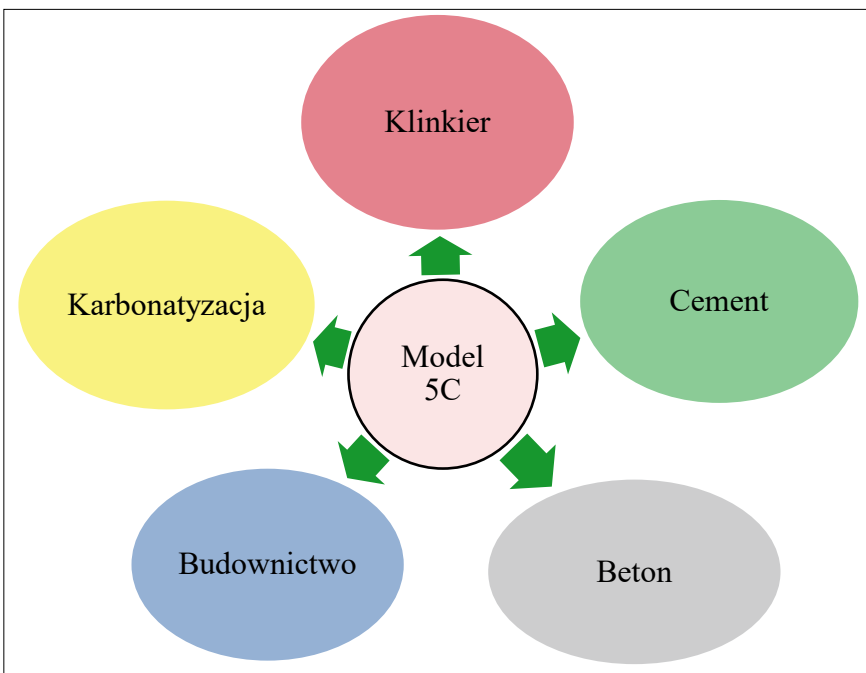 Klinkier
Karbonatyzacja
Cement
Model
5C
Budownictwo
Beton